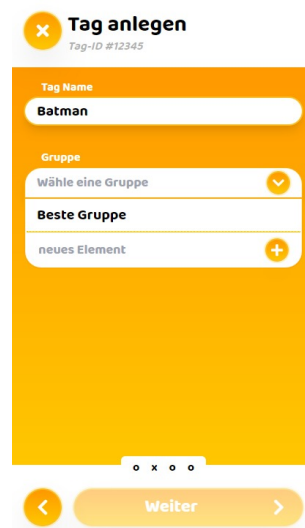 Tag anlegen
Tag-ID #12345
Tag Name
Batman
Gruppe
Wähle eine Gruppe
Beste Gruppe
neues Element
o x o o
Weiter